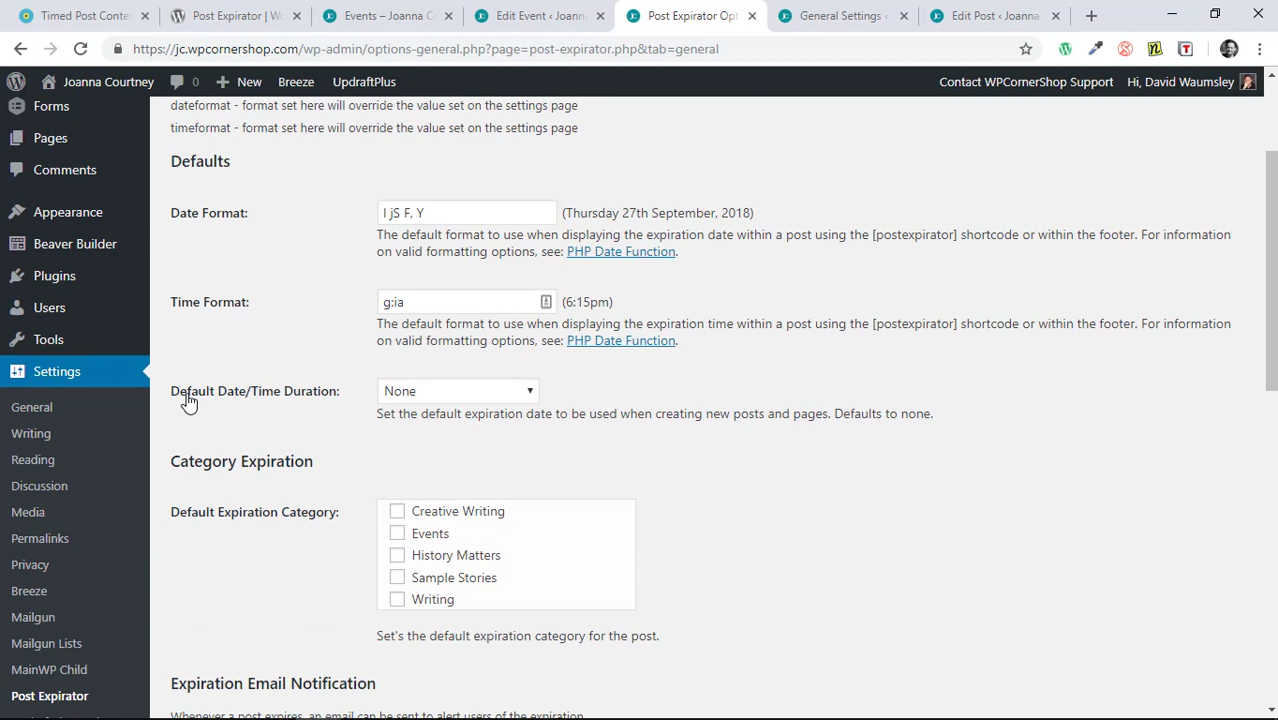 Timed Post Conte
Post Expirator | W
Events – Joanna C
Edit Event ‹ Joann
Post Expirator Opt
General Settings ‹
Edit Post ‹ Joanna
https://jc.wpcornershop.com/wp-admin/options-general.php?page=post-expirator.php&tab=general
Joanna Courtney
0
New
Breeze
UpdraftPlus
Contact WPCornerShop Support
Hi, David Waumsley
Forms
Pages
Comments
Appearance
Beaver Builder
Plugins
Users
Tools
Settings
General
Writing
Reading
Discussion
Media
Permalinks
Privacy
Breeze
Mailgun
Mailgun Lists
MainWP Child
Post Expirator
dateformat - format set here will override the value set on the settings page
timeformat - format set here will override the value set on the settings page
Defaults
Date Format:
l jS F, Y
(Thursday 27th September, 2018)
The default format to use when displaying the expiration date within a post using the [postexpirator] shortcode or within the footer. For information
on valid formatting options, see: PHP Date Function.
Time Format:
g:ia
(6:15pm)
The default format to use when displaying the expiration time within a post using the [postexpirator] shortcode or within the footer. For information
on valid formatting options, see: PHP Date Function.
Default Date/Time Duration:
None
Set the default expiration date to be used when creating new posts and pages. Defaults to none.
Category Expiration
Default Expiration Category:
Creative Writing
Events
History Matters
Sample Stories
Writing
Set's the default expiration category for the post.
Expiration Email Notification
Whenever a post expires, an email can be sent to alert users of the expiration.